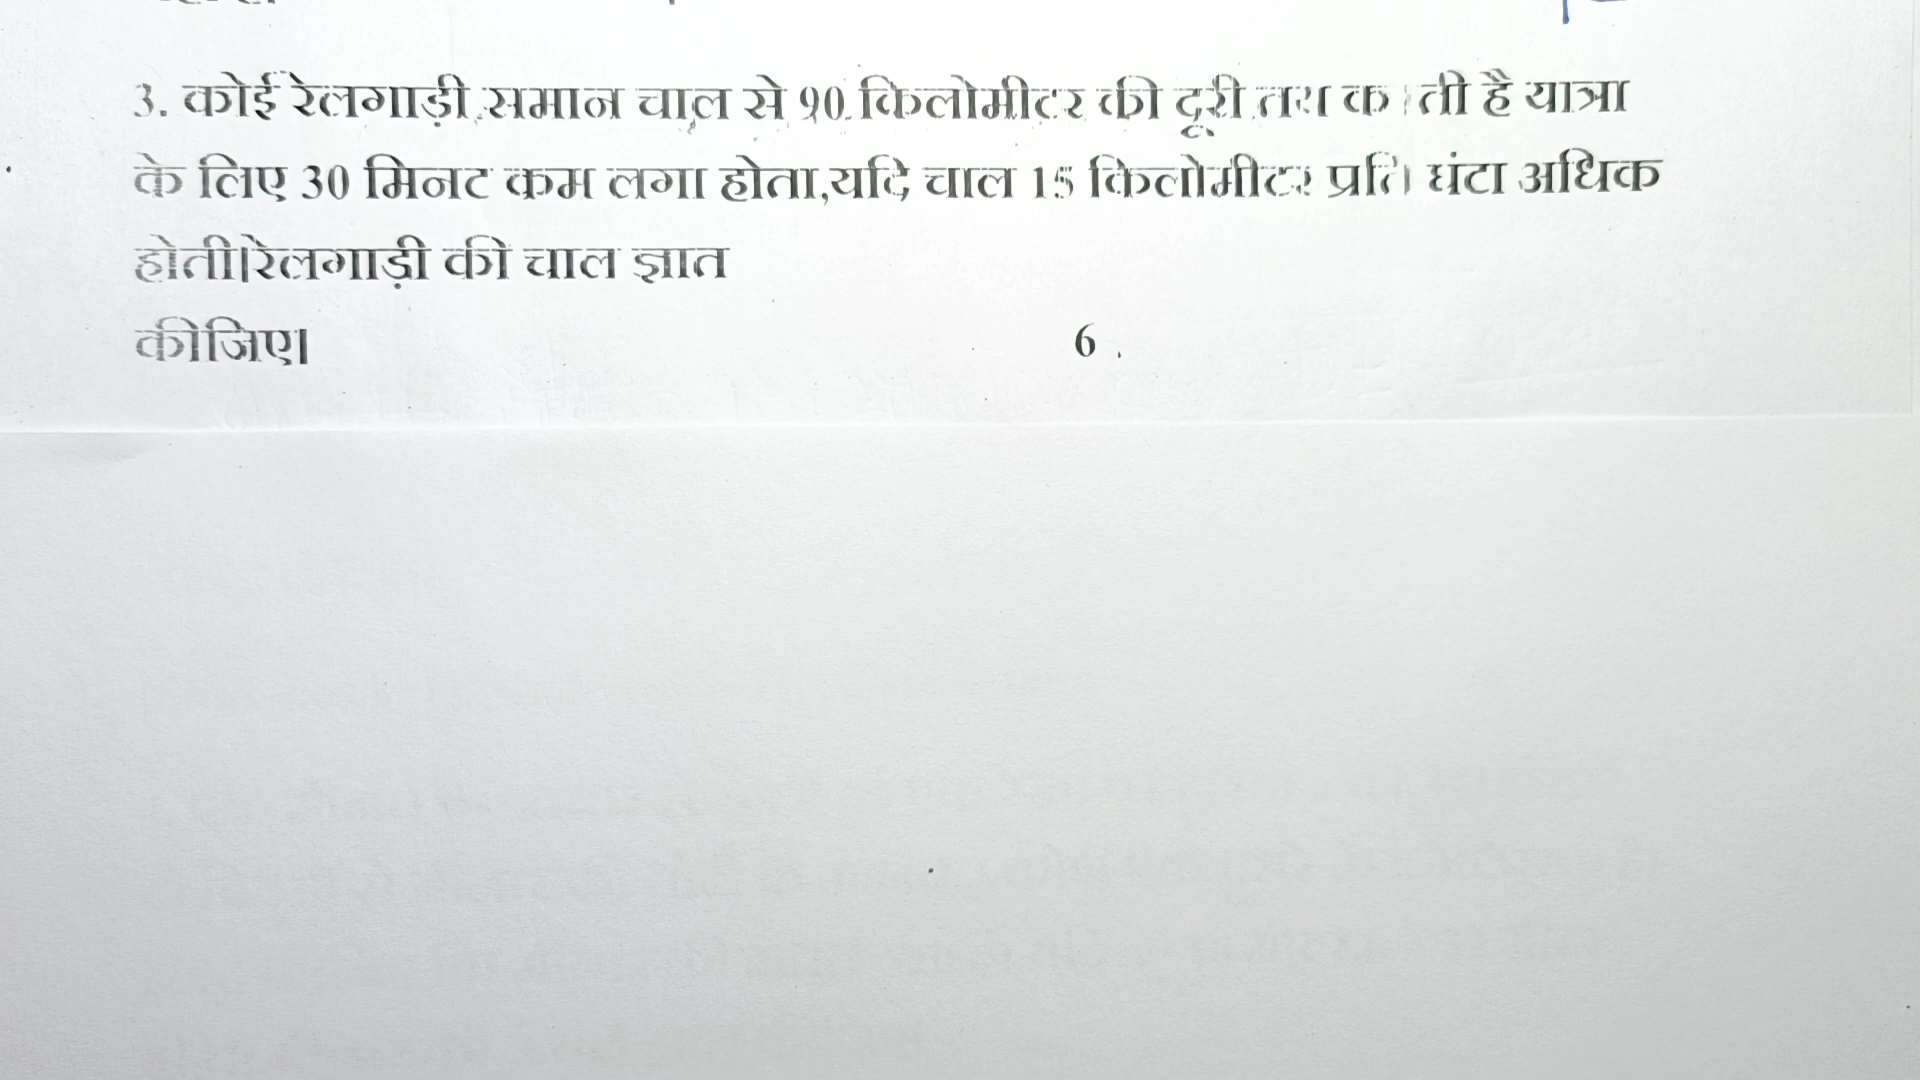 3. कोई रेलगाड़ी समान चाल से 90 किलोमीटर की दूरी तय करती है यात्रा
के लिए 30 मिनट कम लगा होता,यदि चाल 15 किलोमीटर प्रति घंटा अधिक
होती।रेलगाड़ी की चाल ज्ञात
कीजिए। 6